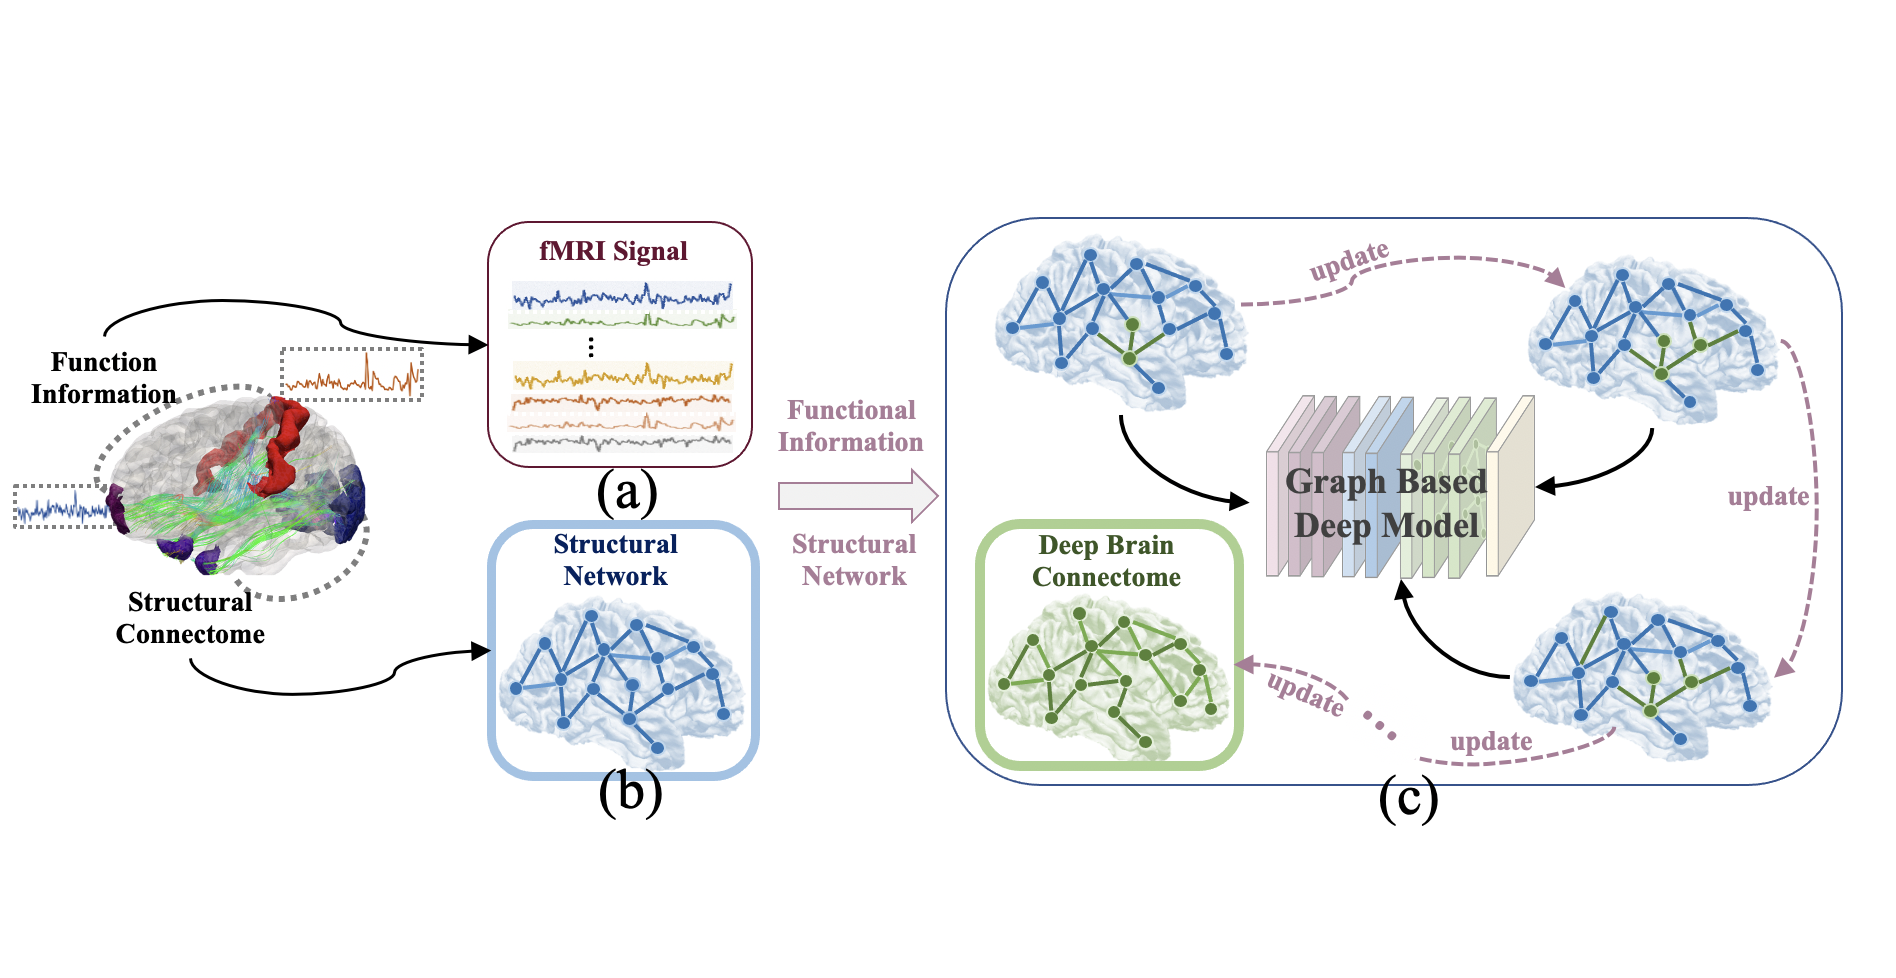 Function
Information
Structural
Connectome
fMRI Signal
(a)
Structural
Network
(b)
Functional
Information
Structural
Network
update
update
update
update
Graph Based
Deep Model
Deep Brain
Connectome
(c)